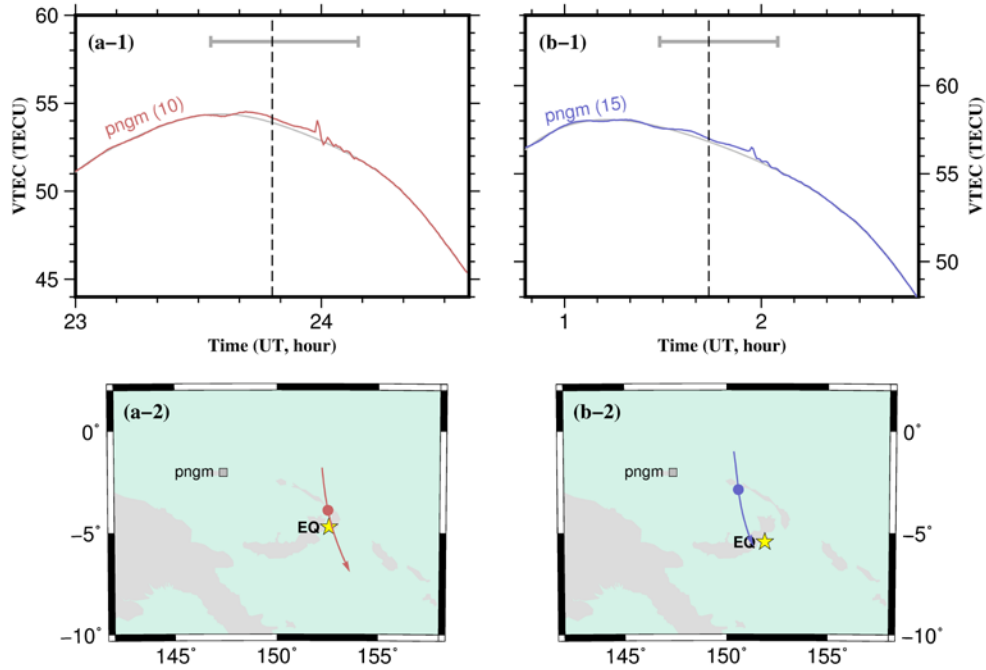 60
55
50
45
VTEC (TECU)
(a-1)
pngm (10)
23
24
Time (UT, hour)
(b-1)
pngm (15)
60
55
50
VTEC (TECU)
1
2
Time (UT, hour)
(a-2)
0˚
−5˚
−10˚
pngm
EQ
145˚
150˚
155˚
(b-2)
pngm
EQ
0˚
−5˚
−10˚
145˚
150˚
155˚